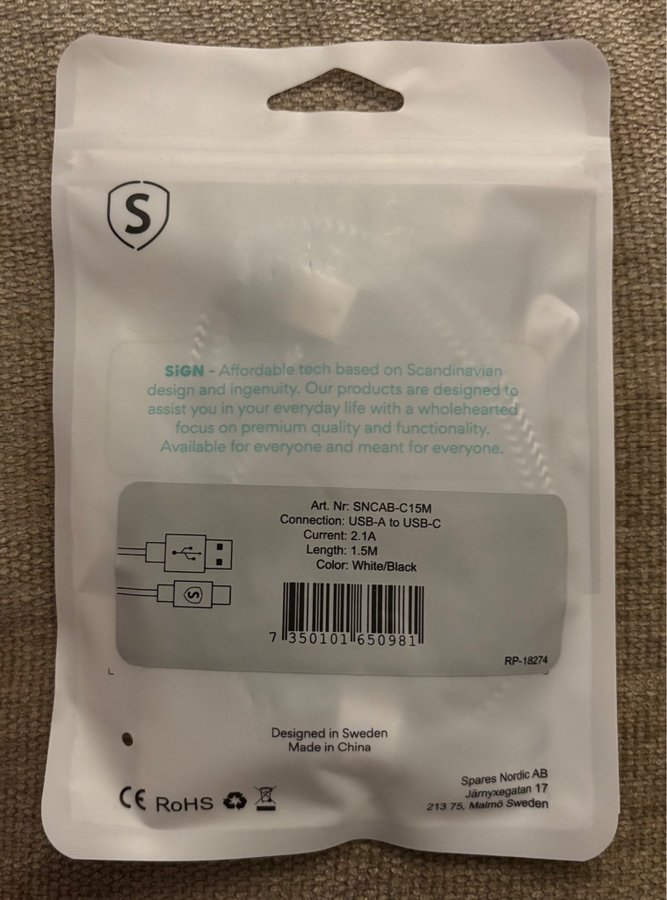 S
SiGN - Affordable tech based on Scandinavian
design and ingenuity. Our products are designed to
assist you in your everyday life with a wholehearted
focus on premium quality and functionality.
Available for everyone and meant for everyone.
Art. Nr: SNCAB-C15M
Connection: USB-A to USB-C
Current: 2.1A
Length: 1.5M
Color: White/Black
S
7 350101 650981
RP-18274
Designed in Sweden
Made in China
CE RoHS
Spares Nordic AB
Järnyxegatan 17
213 75, Malmö Sweden